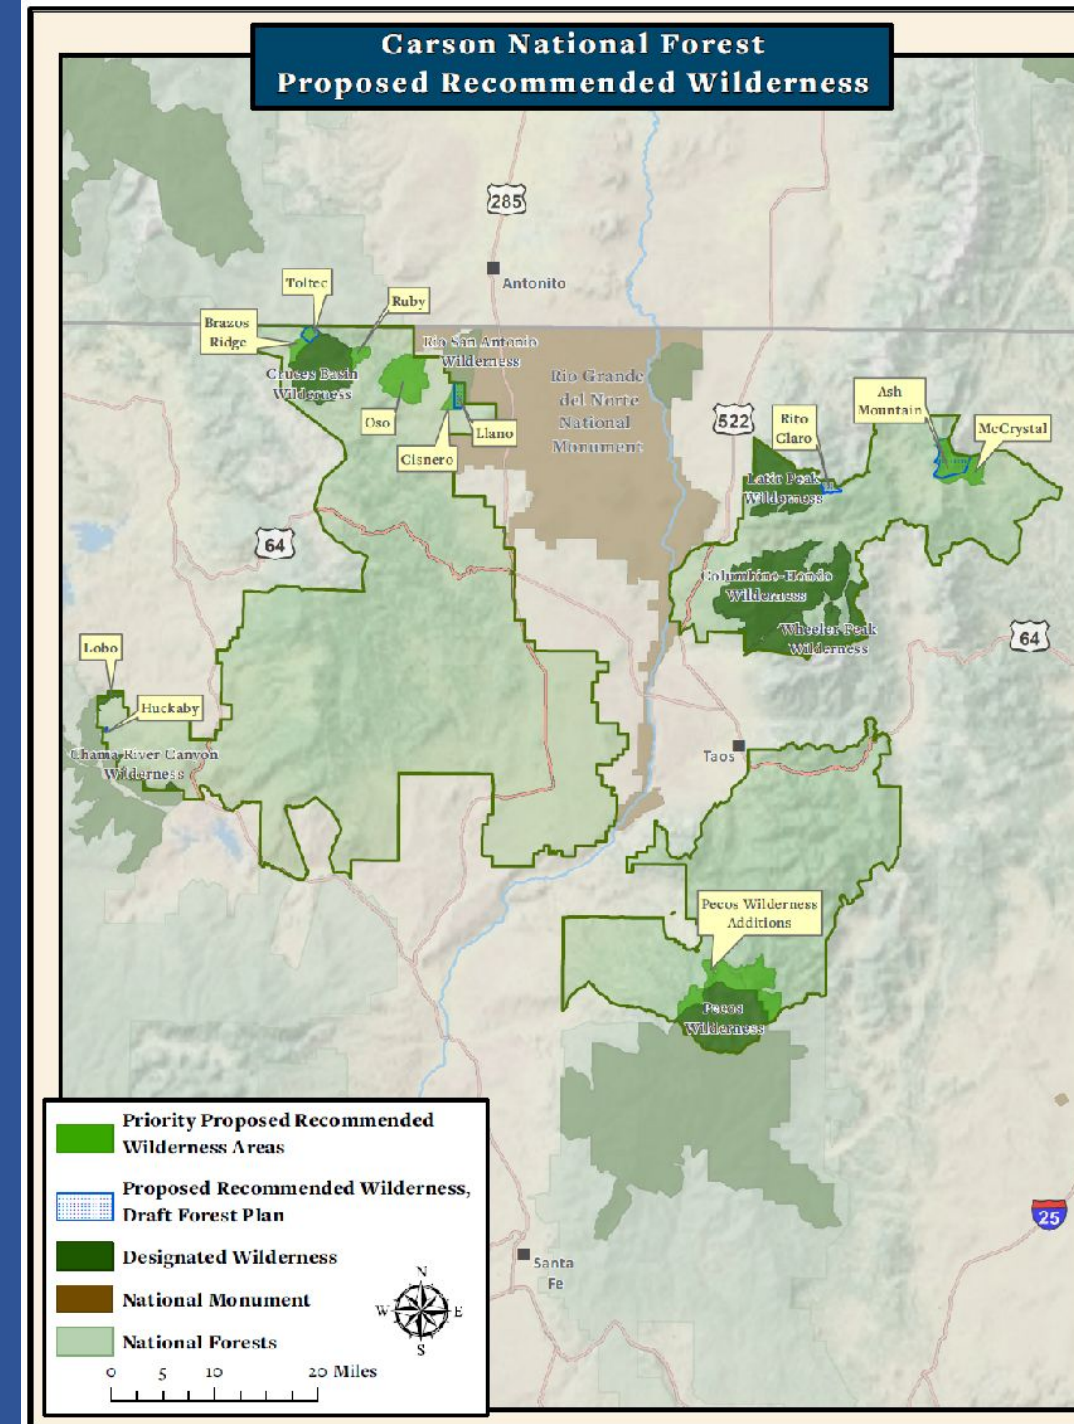 Carson National Forest
Proposed Recommended Wilderness
285
Antonito
Toltec
Ruby
Brazos
Ridge
Rio San Antonio
Wilderness
Cruces Basin
Wilderness
Oso
Llano
Cisnero
Rio Grande
del Norte
National
Monument
522
Rito
Claro
Ash
Mountain
McCrystal
Latir Peak
Wilderness
64
Columbine-Hondo
Wilderness
Wheeler Peak
Wilderness
64
Lobo
Huckaby
Chama River Canyon
Wilderness
Taos
Pecos Wilderness
Additions
Pecos
Wilderness
Priority Proposed Recommended
Wilderness Areas
Proposed Recommended Wilderness,
Draft Forest Plan
Designated Wilderness
National Monument
National Forests
N
W E
S
0 5 10 20 Miles
Santa
Fe
25